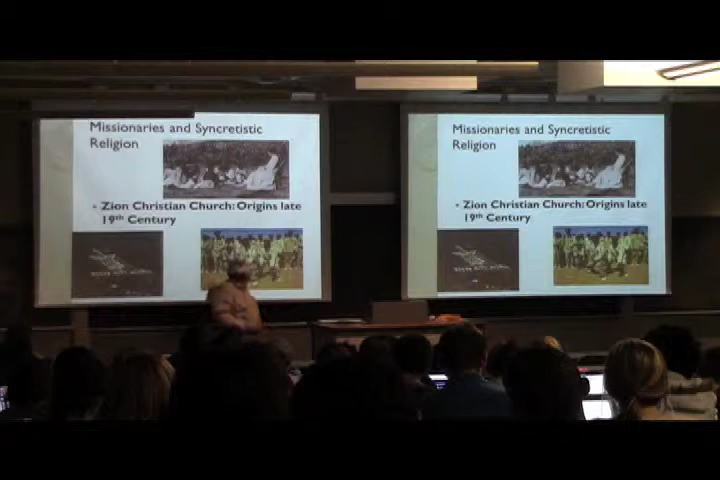 Missionaries and Syncretistic
Religion
• Zion Christian Church: Origins late
19th Century
Missionaries and Syncretistic
Religion
• Zion Christian Church: Origins late
19th Century